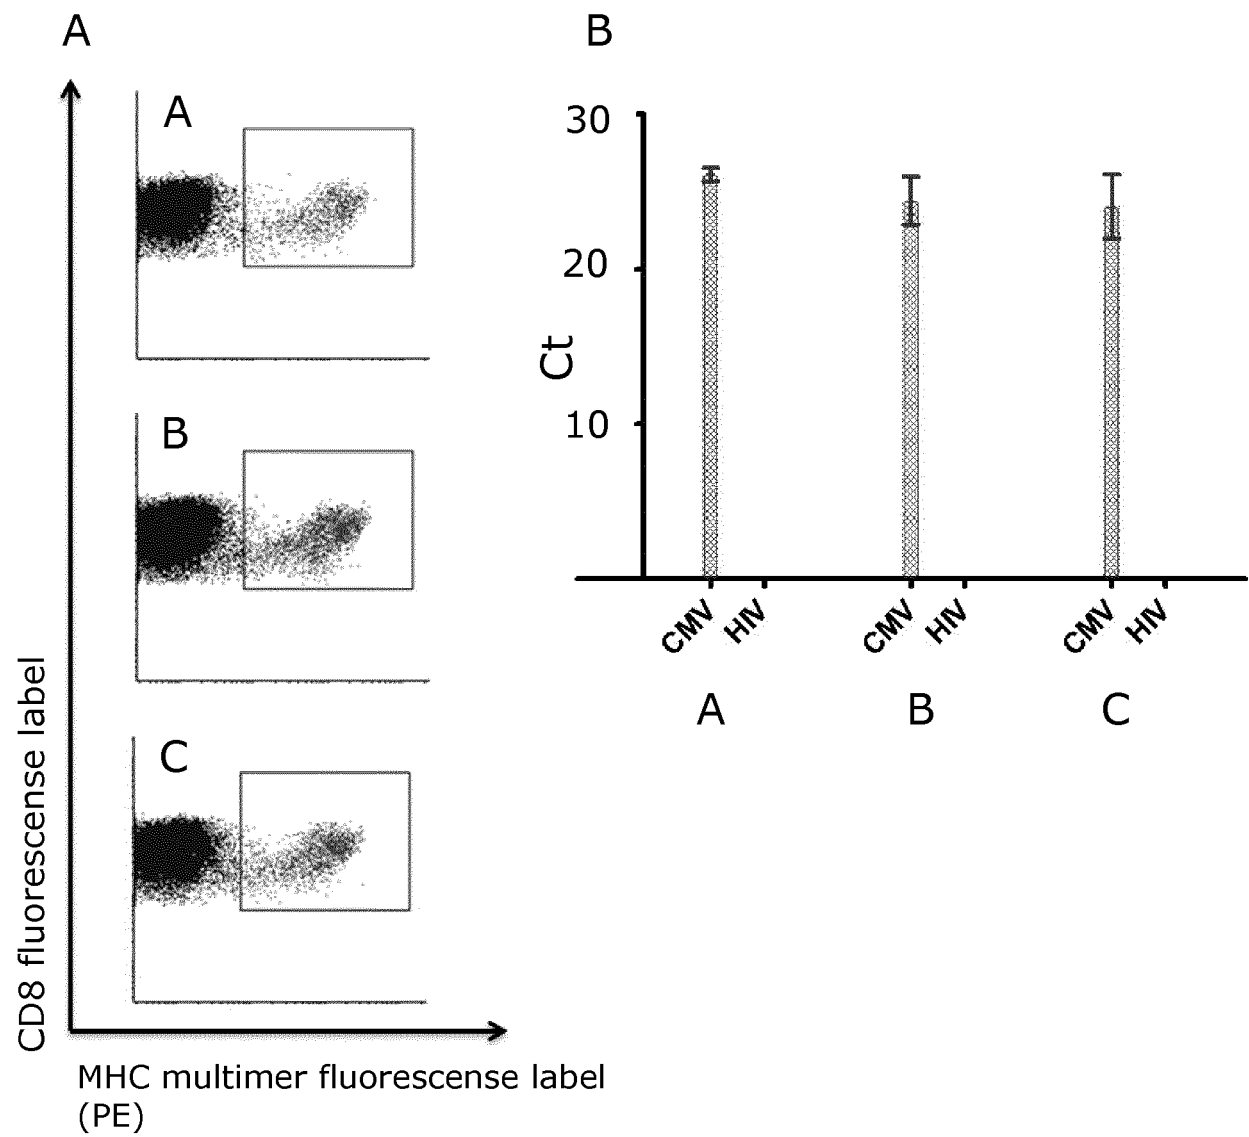 A
A
B
C
CD8 fluorescense label
MHC multimer fluorescense label
(PE)
B
30
20
10
Ct
CMV HIV CMV HIV CMV HIV
A B C